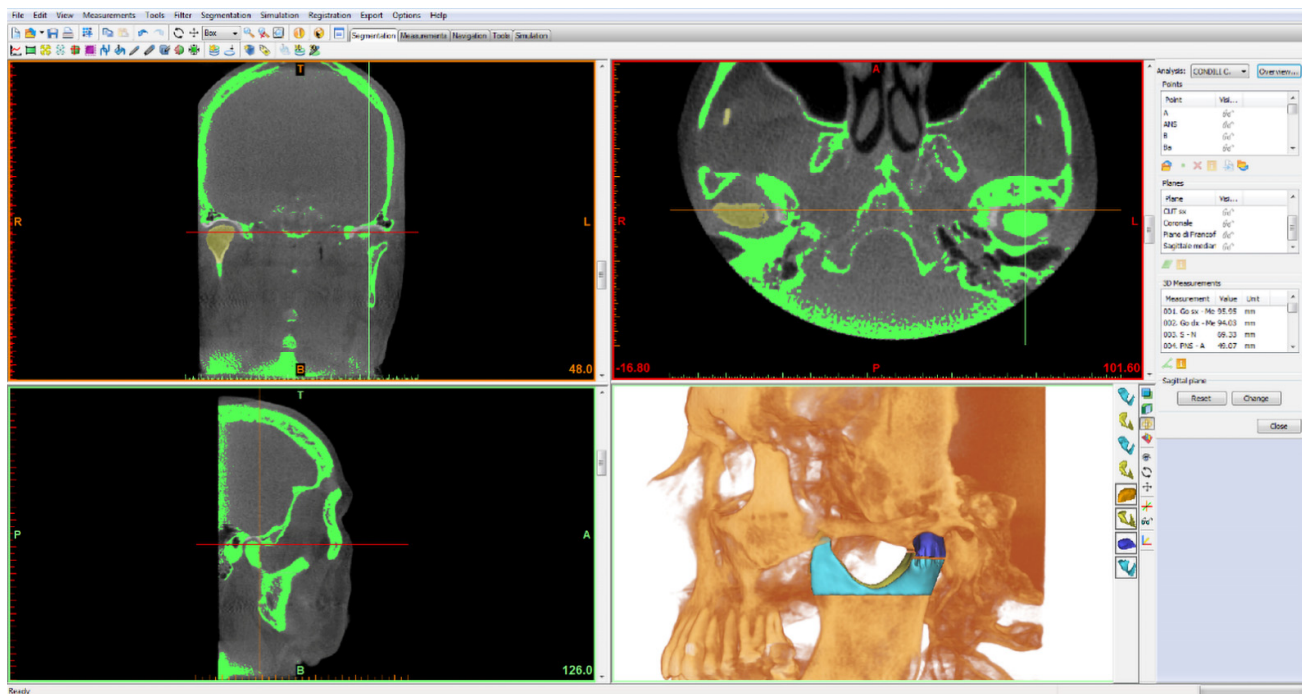 File Edit View Measurements Tools Filter Segmentation Simulation Registration Export Options Help
Box
Segmentation Measurements Navigation Tools Simulation
T
R
L
B
48.0
A
R
L
-16.80
P
101.60
T
P
A
B
126.0
Analysis: CONDILI C. Overview...
Points
Point Visi...
A
ANS
B
Ba
Planes
Plane Visi...
CUT sx
Coronale
Piano di Francof
Sagittale median
3D Measurements
Measurement Value Unit
001. Go sx - Me 95.95 mm
002. Go dx - Me 94.03 mm
003. S - N 69.33 mm
004. PNS - A 49.07 mm
Sagittal plane
Reset Change
Close
Ready